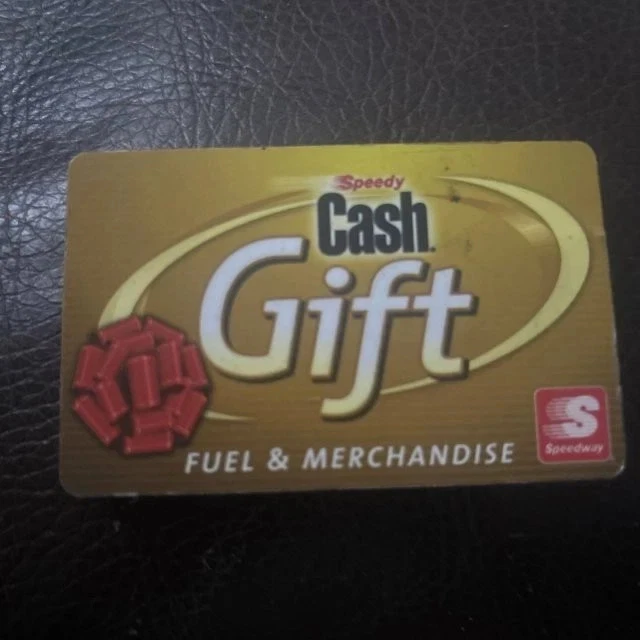 Speedy
Cash.
Gift
FUEL & MERCHANDISE
S
Speedway